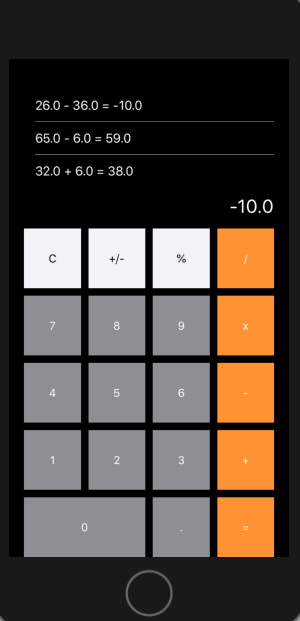 26.0 - 36.0 = -10.0
65.0 - 6.0 = 59.0
32.0 + 6.0 = 38.0
-10.0
C +/- % /
7 8 9 x
4 5 6 -
1 2 3 +
0 . =